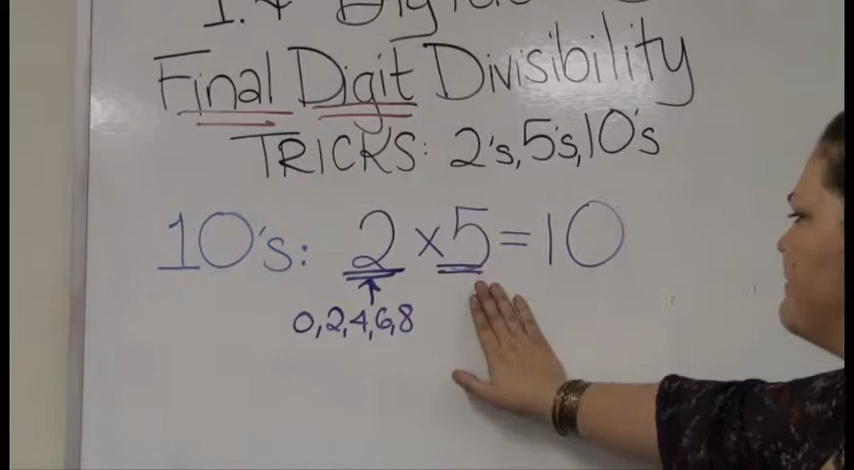 Final Digit Divisibility
TRICKS: 2's, 5's, 10's
10's: 2 × 5 = 10
0, 2, 4, 6, 8